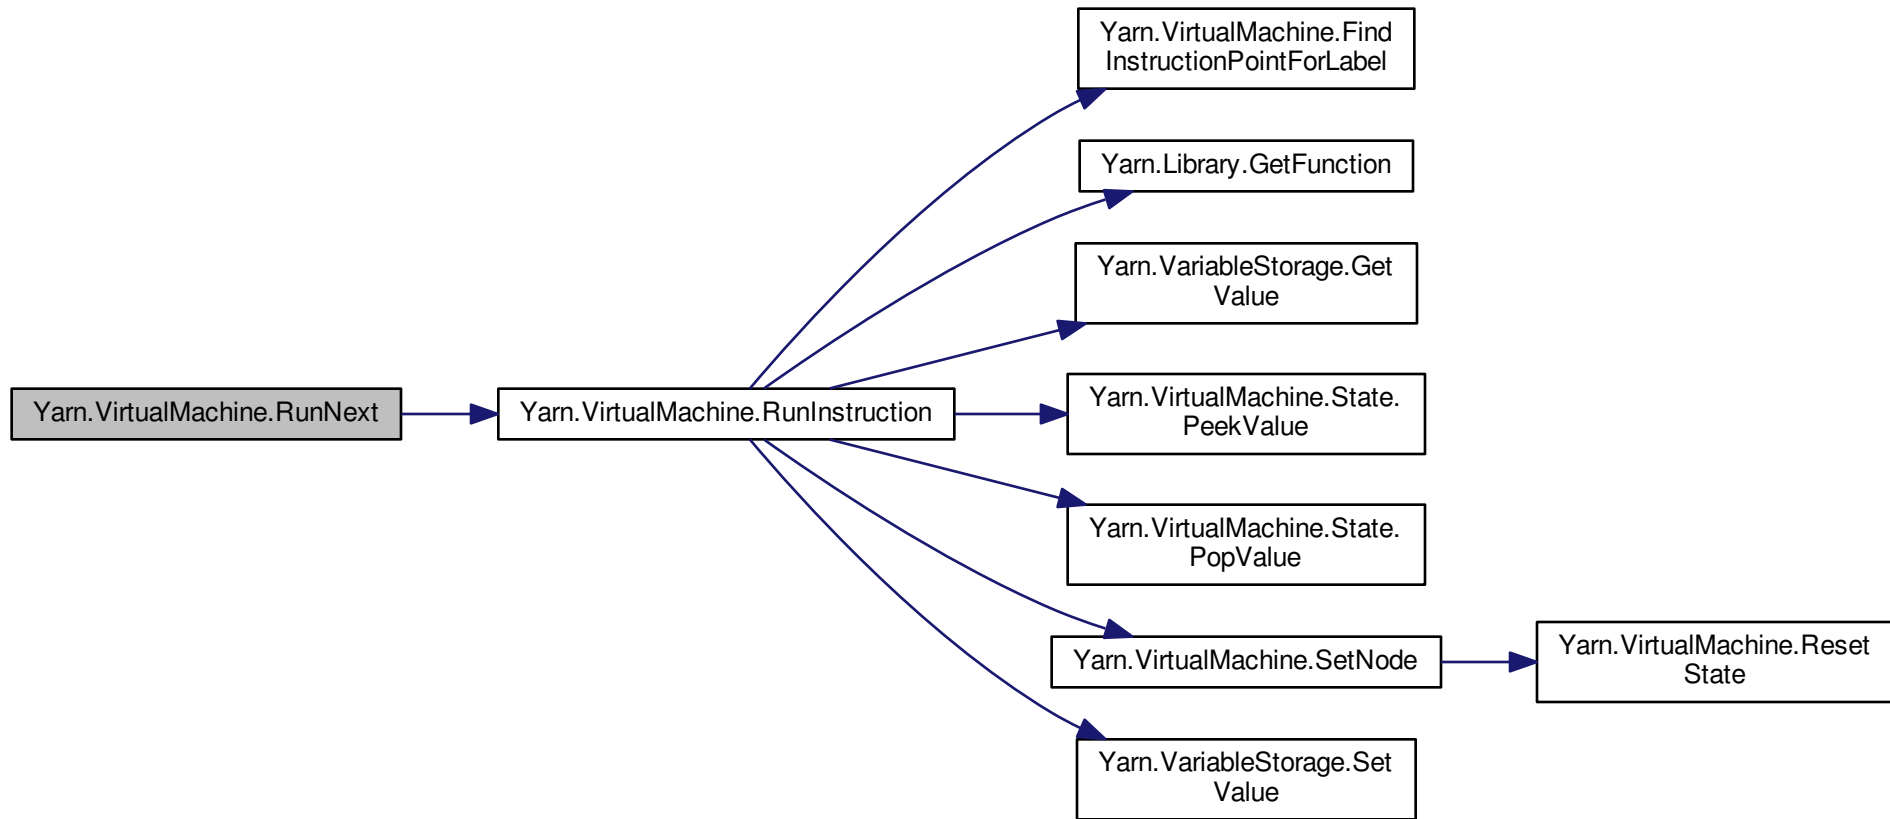 Yarn.VirtualMachine.RunNext
Yarn.VirtualMachine.RunInstruction
Yarn.VirtualMachine.Find
InstructionPointForLabel
Yarn.Library.GetFunction
Yarn.VariableStorage.Get
Value
Yarn.VirtualMachine.State.
PeekValue
Yarn.VirtualMachine.State.
PopValue
Yarn.VirtualMachine.SetNode
Yarn.VirtualMachine.Reset
State
Yarn.VariableStorage.Set
Value